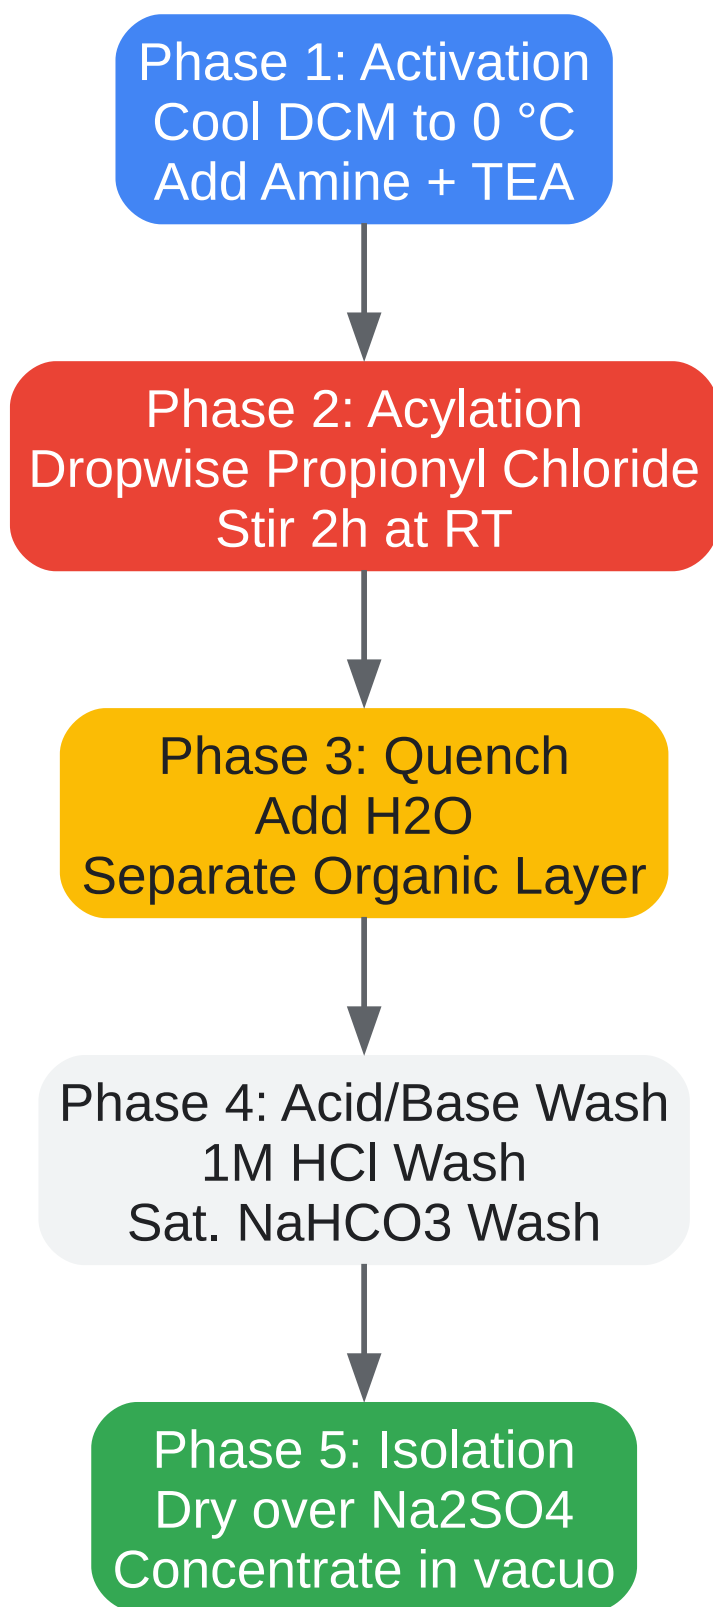 Phase 1: Activation
Cool DCM to 0 °C
Add Amine + TEA
Phase 2: Acylation
Dropwise Propionyl Chloride
Stir 2h at RT
Phase 3: Quench
Add H2O
Separate Organic Layer
Phase 4: Acid/Base Wash
1M HCl Wash
Sat. NaHCO3 Wash
Phase 5: Isolation
Dry over Na2SO4
Concentrate in vacuo